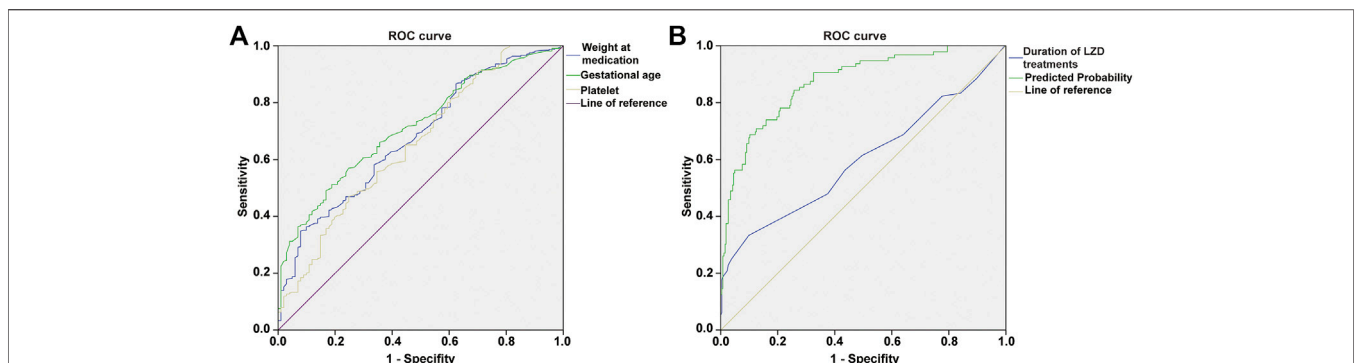 A
ROC curve
1.0
0.8
0.6
0.4
0.2
0.0
Sensitivity
0.0 0.2 0.4 0.6 0.8 1.0
1 - Specifity
Weight at
medication
Gestational age
Platelet
Line of reference
B
ROC curve
1.0
0.8
0.6
0.4
0.2
0.0
Sensitivity
0.0 0.2 0.4 0.6 0.8 1.0
1 - Specifity
Duration of LZD
treatments
Predicted Probability
Line of reference